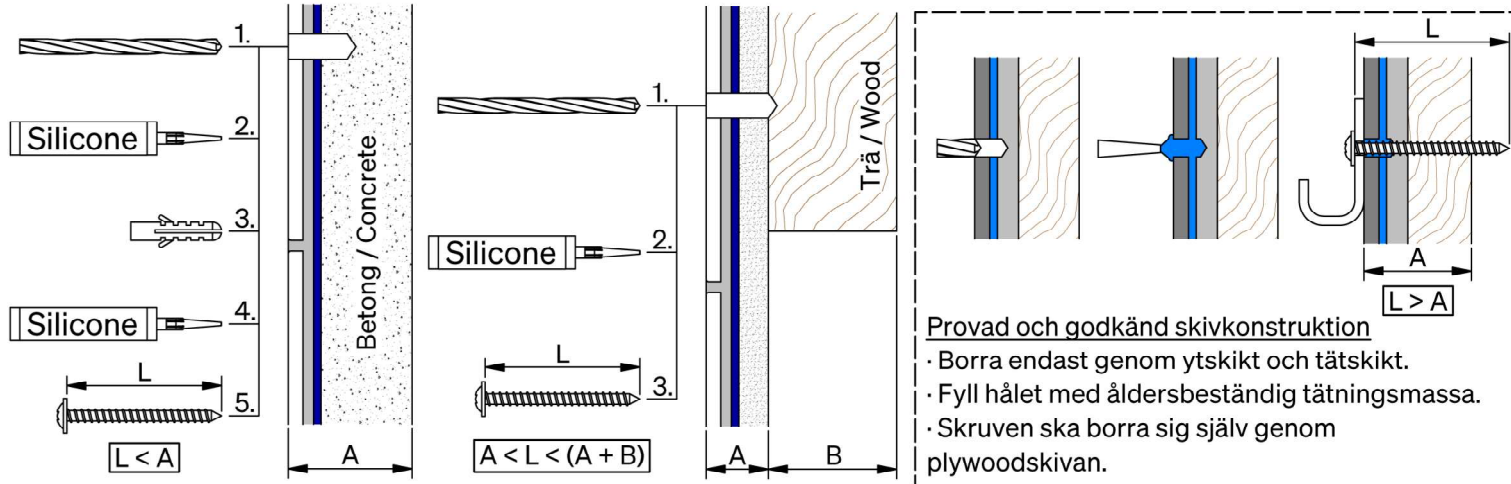 1.
Silicone
2.
3.
Silicone
4.
L
5.
L < A
Betong / Concrete
A
1.
Silicone
2.
L
3.
A < L < (A + B)
Trä / Wood
A
B
L
A
L > A
Provad och godkänd skivkonstruktion
· Borra endast genom ytskikt och tätskikt.
· Fyll hålet med åldersbeständig tätningsmassa.
· Skruven ska borra sig själv genom
plywoodskivan.